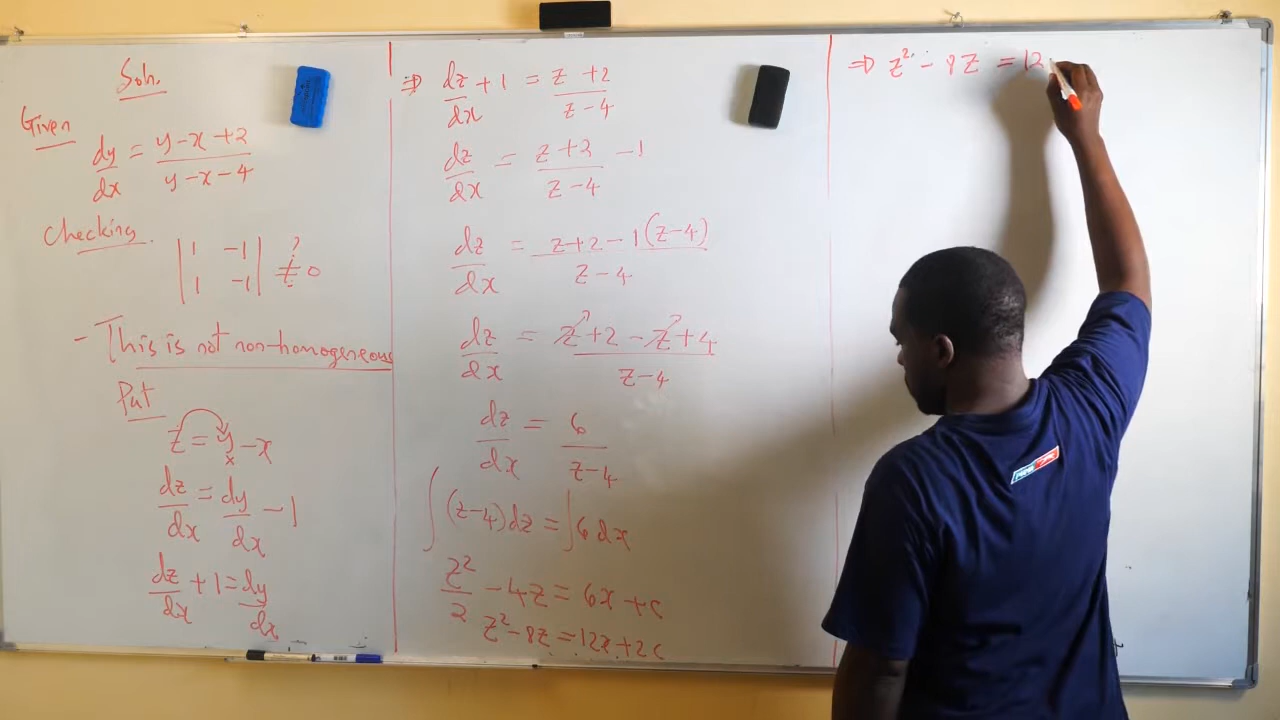 Soln.
Given
dy/dx = y-x+2/y-x-4
checking.
|1 -1|
|1 -1| ≠ 0 ?
- This is not non-homogeneous
Put
z = y-x
dz/dx = dy/dx - 1
dz/dx + 1 = dy/dx
⇒ dz/dx + 1 = z+2/z-4
dz/dx = z+2/z-4 - 1
dz/dx = z+2-1(z-4)/z-4
dz/dx = z+2-z+4/z-4
dz/dx = 6/z-4
∫(z-4)dz = ∫6dx
z²/2 - 4z = 6x + c
z² - 8z = 12x + 2c
⇒ z² - 8z = 12